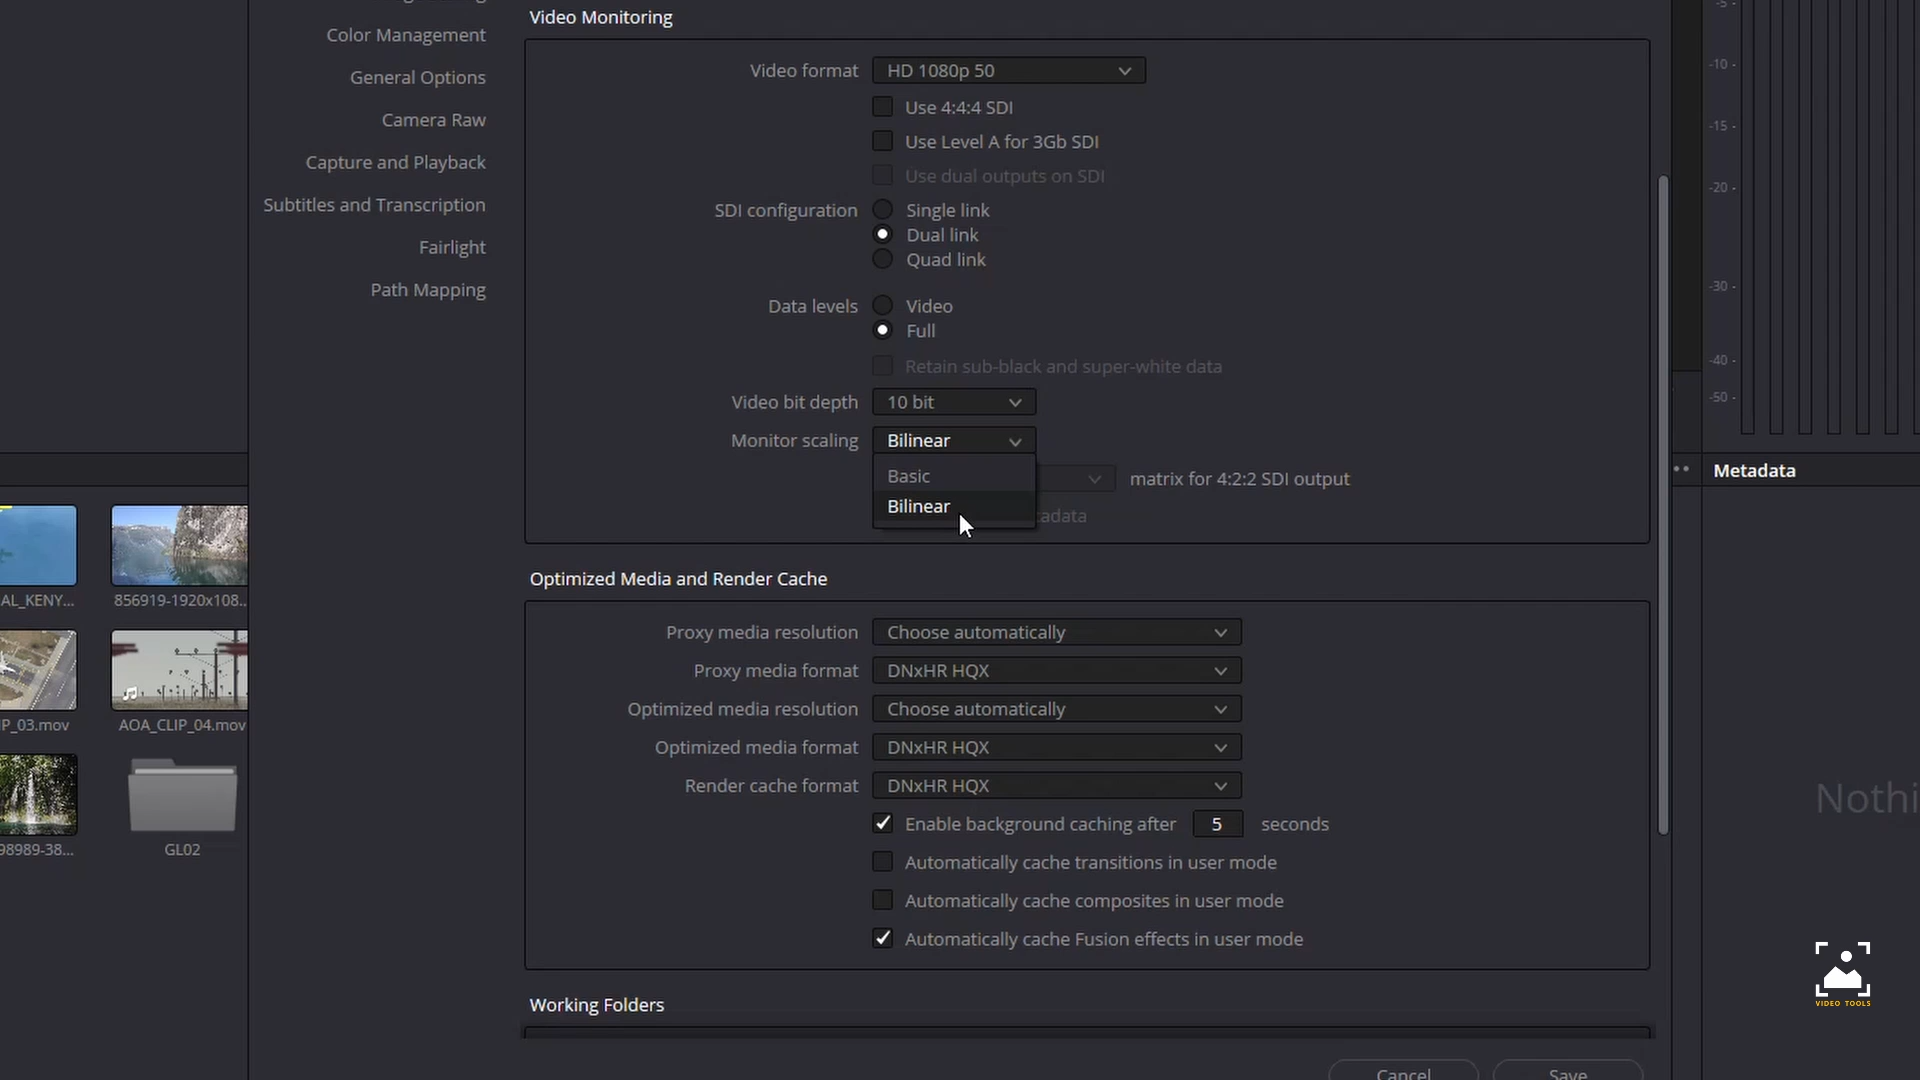 Video Monitoring
Color Management
General Options
Camera Raw
Capture and Playback
Subtitles and Transcription
Fairlight
Path Mapping
Video format HD 1080p 50
Use 4:4:4 SDI
Use Level A for 3Gb SDI
Use dual outputs on SDI
SDI configuration Single link
Dual link
Quad link
Data levels Video
Full
Retain sub-black and super-white data
Video bit depth 10 bit
Monitor scaling Bilinear
Basic
Bilinear
matrix for 4:2:2 SDI output
adata
Optimized Media and Render Cache
Proxy media resolution Choose automatically
Proxy media format DNxHR HQX
Optimized media resolution Choose automatically
Optimized media format DNxHR HQX
Render cache format DNxHR HQX
Enable background caching after 5 seconds
Automatically cache transitions in user mode
Automatically cache composites in user mode
Automatically cache Fusion effects in user mode
Working Folders
Cancel Save
AL_KENY...
856919-1920x108...
IP_03.mov
AOA_CLIP_04.mov
98989-38...
GL02
-5
-10
-15
-20
-30
-40
-50
Metadata
Nothi
VIDEO TOOLS